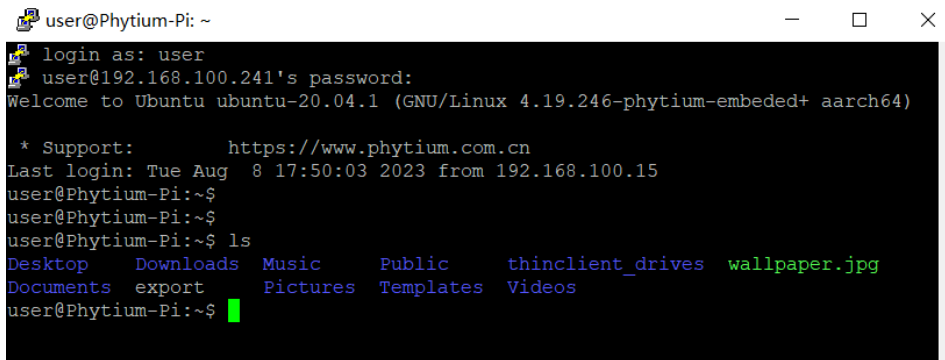 user@Phytium-Pi: ~
login as: user
user@192.168.100.241's password:
Welcome to Ubuntu ubuntu-20.04.1 (GNU/Linux 4.19.246-phytium-embeded+ aarch64)
* Support:        https://www.phytium.com.cn
Last login: Tue Aug  8 17:50:03 2023 from 192.168.100.15
user@Phytium-Pi:~$
user@Phytium-Pi:~$
user@Phytium-Pi:~$ ls
Desktop    Downloads  Music     Public     thinclient_drives  wallpaper.jpg
Documents  export     Pictures  Templates  Videos
user@Phytium-Pi:~$